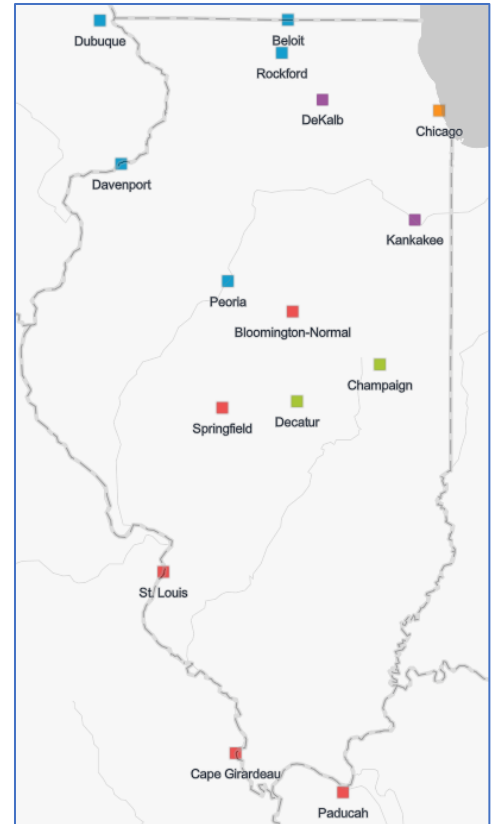 Dubuque
Beloit
Rockford
DeKalb
Chicago
Davenport
Kankakee
Peoria
Bloomington-Normal
Champaign
Springfield
Decatur
St. Louis
Cape Girardeau
Paducah